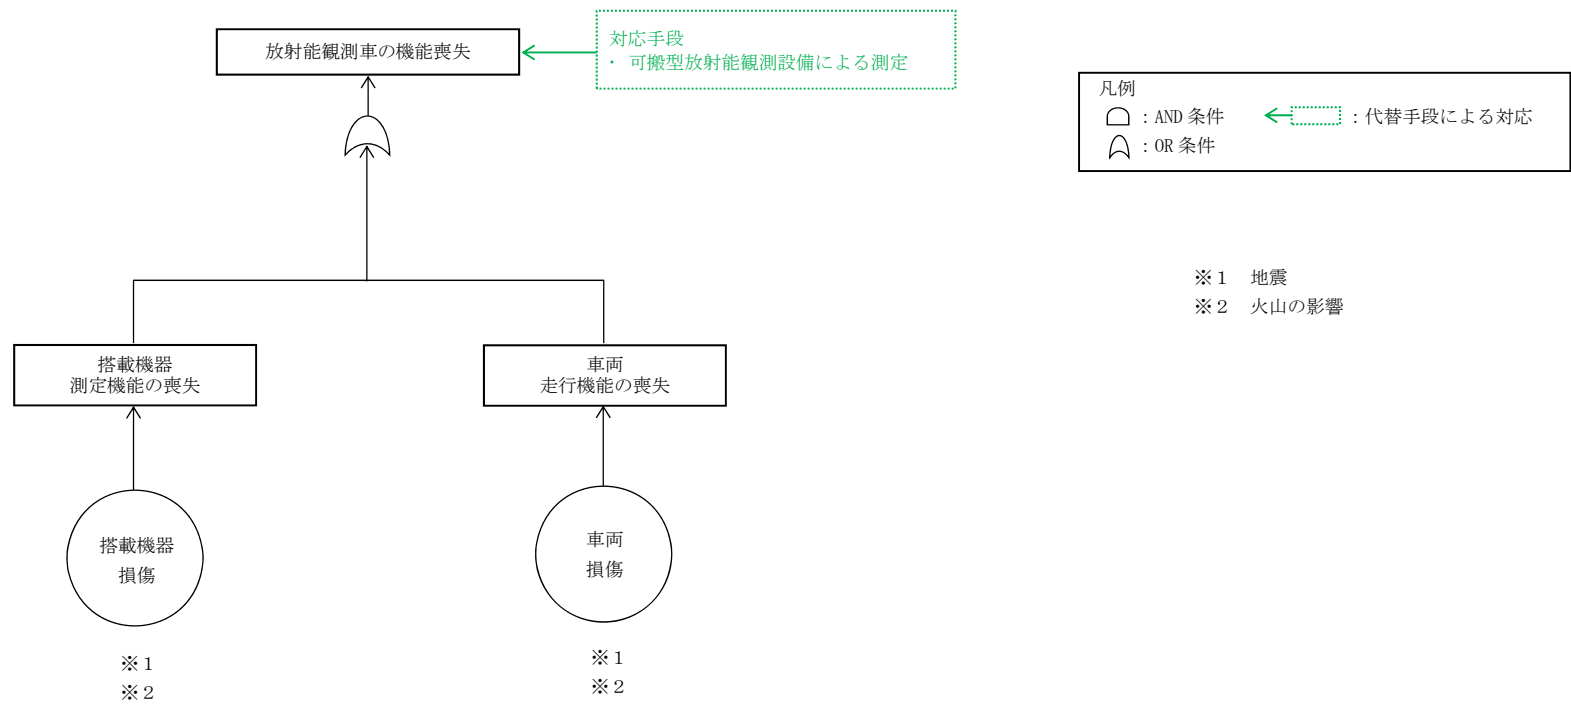 放射能観測車の機能喪失
対応手段
・ 可搬型放射能観測設備による測定
凡例
：AND 条件
：代替手段による対応
：OR 条件
※１　地震
※２　火山の影響
搭載機器
測定機能の喪失
車両
走行機能の喪失
搭載機器
損傷
車両
損傷
※１
※２
※１
※２